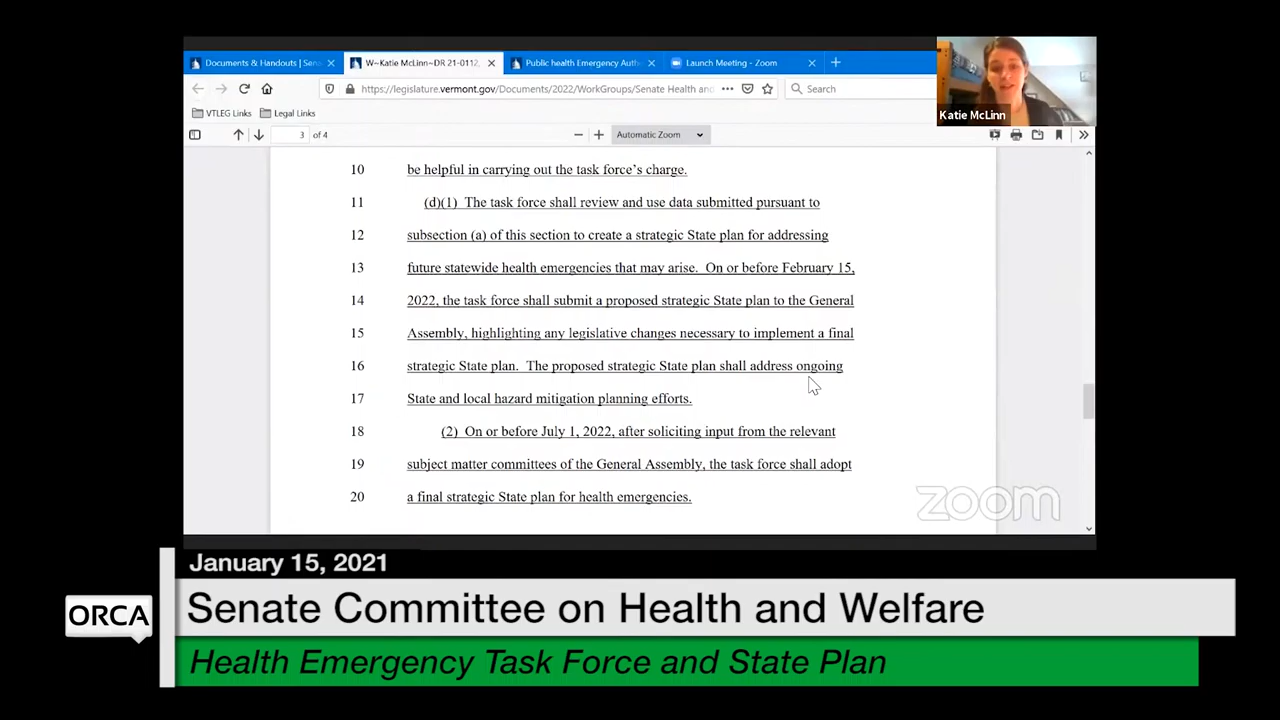 Documents & Handouts | Sen
W~Katie McLinn~DR 21-0112,
Public health Emergency Auth
Launch Meeting - Zoom
https://legislature.vermont.gov/Documents/2022/WorkGroups/Senate Health and
Search
VTLEG Links
Legal Links
3 of 4
Automatic Zoom
Katie McLinn
10 be helpful in carrying out the task force's charge.
11 (d)(1) The task force shall review and use data submitted pursuant to
12 subsection (a) of this section to create a strategic State plan for addressing
13 future statewide health emergencies that may arise. On or before February 15,
14 2022, the task force shall submit a proposed strategic State plan to the General
15 Assembly, highlighting any legislative changes necessary to implement a final
16 strategic State plan. The proposed strategic State plan shall address ongoing
17 State and local hazard mitigation planning efforts.
18 (2) On or before July 1, 2022, after soliciting input from the relevant
19 subject matter committees of the General Assembly, the task force shall adopt
20 a final strategic State plan for health emergencies.
zoom
January 15, 2021
ORCA
Senate Committee on Health and Welfare
Health Emergency Task Force and State Plan